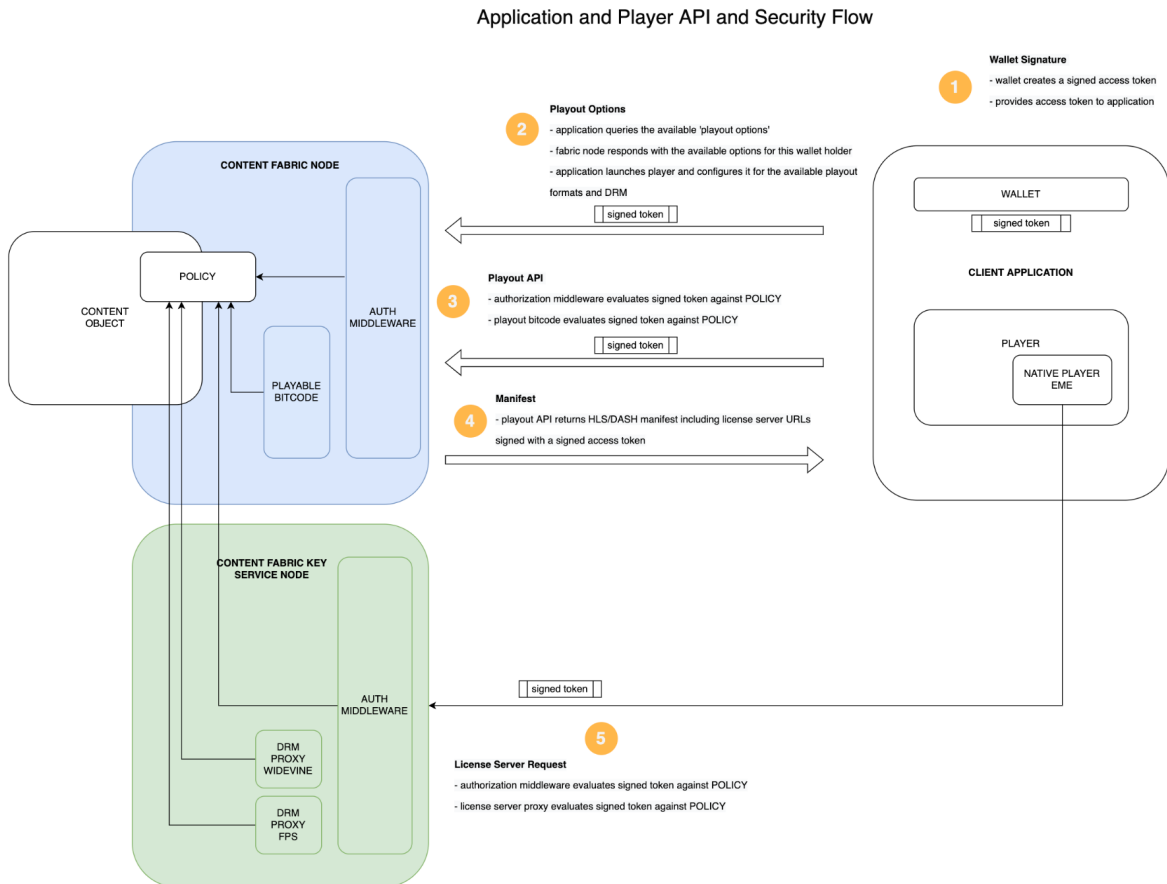 Application and Player API and Security Flow
Wallet Signature
- wallet creates a signed access token
- provides access token to application
1
Playout Options
2
- application queries the available 'playout options'
- fabric node responds with the available options for this wallet holder
- application launches player and configures it for the available playout
formats and DRM
signed token
CONTENT FABRIC NODE
WALLET
signed token
CLIENT APPLICATION
POLICY
CONTENT
OBJECT
AUTH
MIDDLEWARE
PLAYABLE
BITCODE
Playout API
3
- authorization middleware evaluates signed token against POLICY
- playout bitcode evaluates signed token against POLICY
signed token
PLAYER
NATIVE PLAYER
EME
Manifest
4
- playout API returns HLS/DASH manifest including license server URLs
signed with a signed access token
CONTENT FABRIC KEY
SERVICE NODE
AUTH
MIDDLEWARE
signed token
DRM
PROXY
WIDEVINE
DRM
PROXY
FPS
5
License Server Request
- authorization middleware evaluates signed token against POLICY
- license server proxy evaluates signed token against POLICY